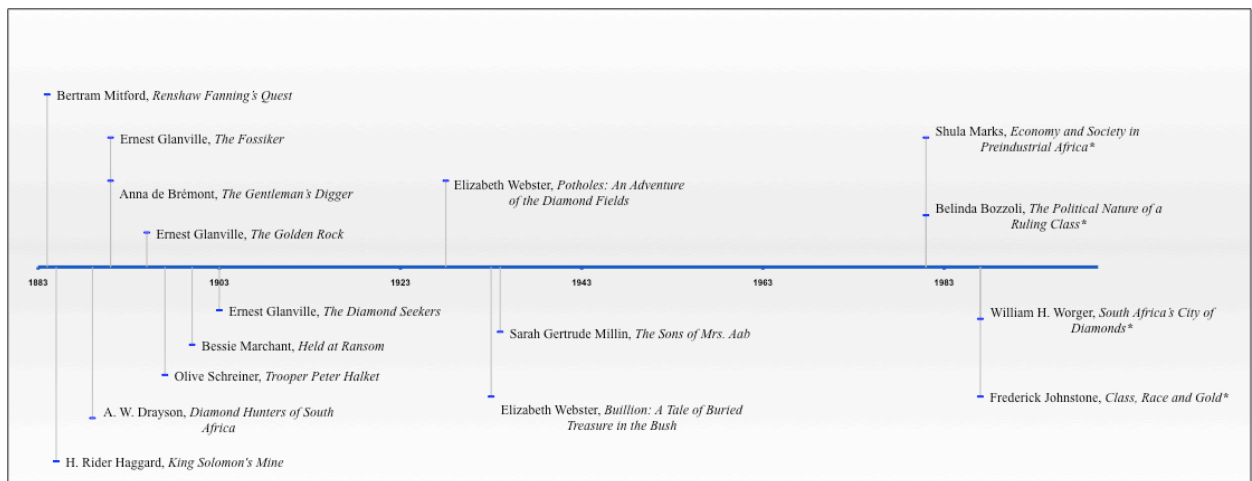 Bertram Mitford, Renshaw Fanning's Quest
Ernest Glanville, The Fossiker
Shula Marks, Economy and Society in
Preindustrial Africa*
Anna de Brémont, The Gentleman's Digger
Elizabeth Webster, Potholes: An Adventure
of the Diamond Fields
Belinda Bozzoli, The Political Nature of a
Ruling Class*
Ernest Glanville, The Golden Rock
1883 1903 1923 1943 1963 1983
Ernest Glanville, The Diamond Seekers
William H. Worger, South Africa's City of
Diamonds*
Sarah Gertrude Millin, The Sons of Mrs. Aab
Bessie Marchant, Held at Ransom
Olive Schreiner, Trooper Peter Halket
Frederick Johnstone, Class, Race and Gold*
A. W. Drayson, Diamond Hunters of South
Africa
Elizabeth Webster, Buillion: A Tale of Buried
Treasure in the Bush
H. Rider Haggard, King Solomon's Mine